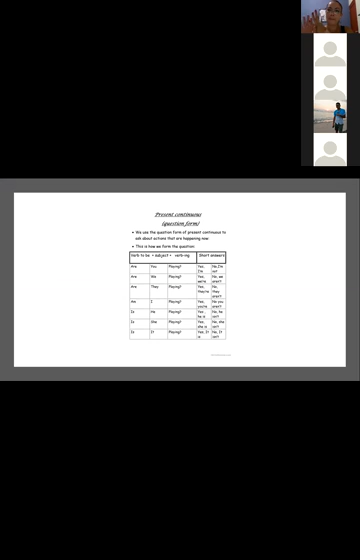 Present continuous
(question form)
• We use the question form of present continuous to
ask about actions that are happening now.
• This is how we form the question:
Verb to be + subject + verb-ing Short answers
Are You Playing? Yes, I'm No I'm not
Are We Playing? Yes, we're No, we aren't
Are They Playing? Yes, they're No, they aren't
Am I Playing? Yes, you're No you aren't
Is He Playing? Yes, he is No, he isn't
Is She Playing? Yes, she is No, she isn't
Is It Playing? Yes, It is No, It isn't